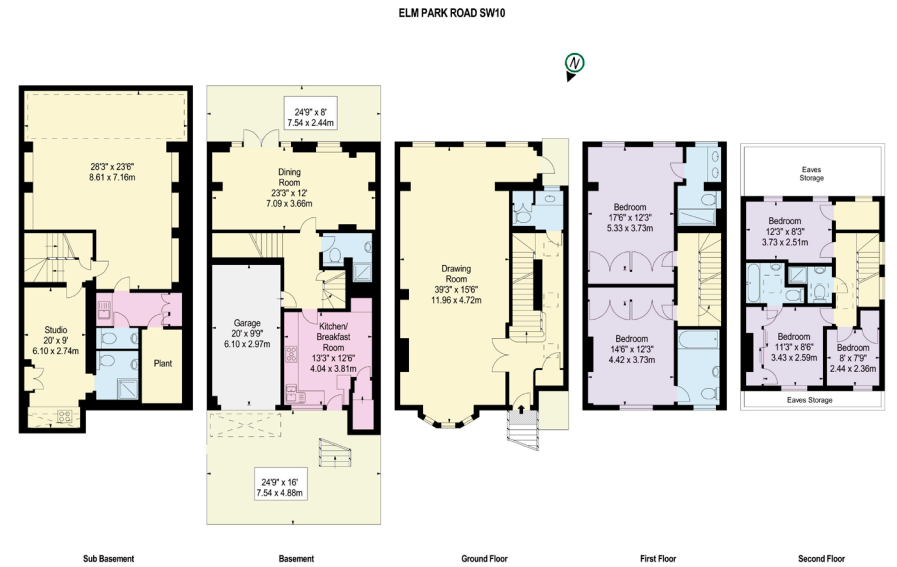 ELM PARK ROAD SW10
N
24'9" x 8'
7.54 x 2.44m
28'3" x 23'6"
8.61 x 7.16m
Studio
20' x 9'
6.10 x 2.74m
Plant
Sub Basement
Dining
Room
23'3" x 12'
7.09 x 3.66m
Garage
20' x 9'9"
6.10 x 2.97m
Kitchen/
Breakfast
Room
13'3" x 12'6"
4.04 x 3.81m
24'9" x 16'
7.54 x 4.88m
Basement
Drawing
Room
39'3" x 15'6"
11.96 x 4.72m
Ground Floor
Bedroom
17'6" x 12'3"
5.33 x 3.73m
Bedroom
14'6" x 12'3"
4.42 x 3.73m
First Floor
Eaves
Storage
Bedroom
12'3" x 8'3"
3.73 x 2.51m
Bedroom
11'3" x 8'6"
3.43 x 2.59m
Bedroom
8' x 7'9"
2.44 x 2.36m
Eaves Storage
Second Floor